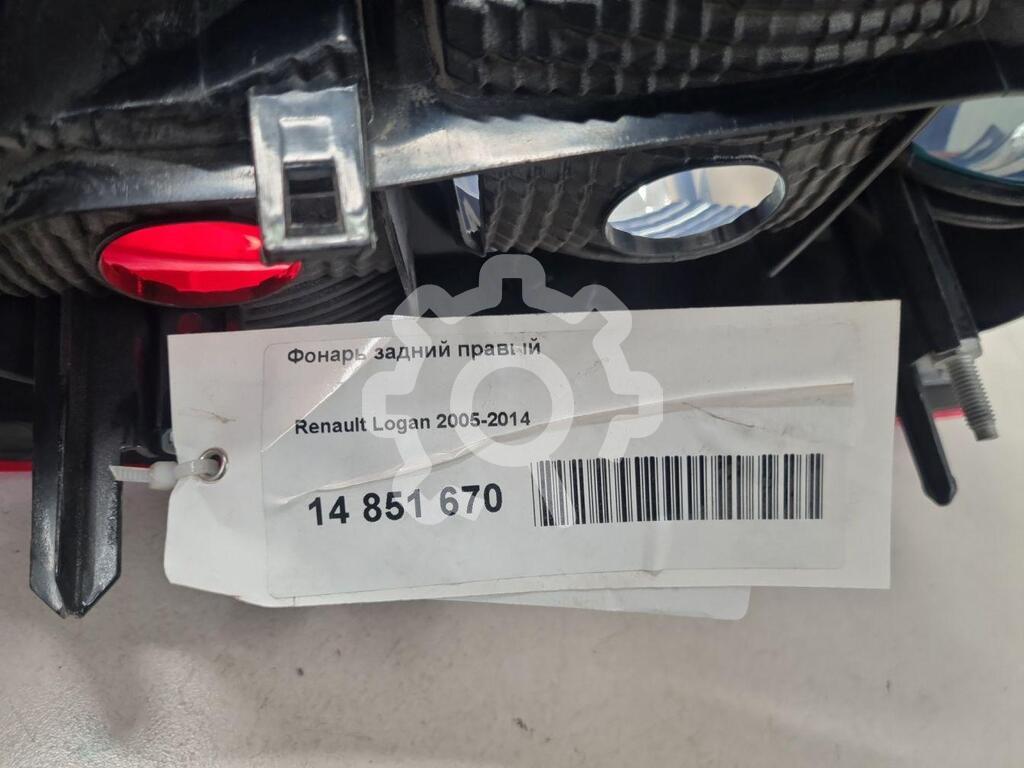 Фонарь задний правый
Renault Logan 2005-2014
14 851 670